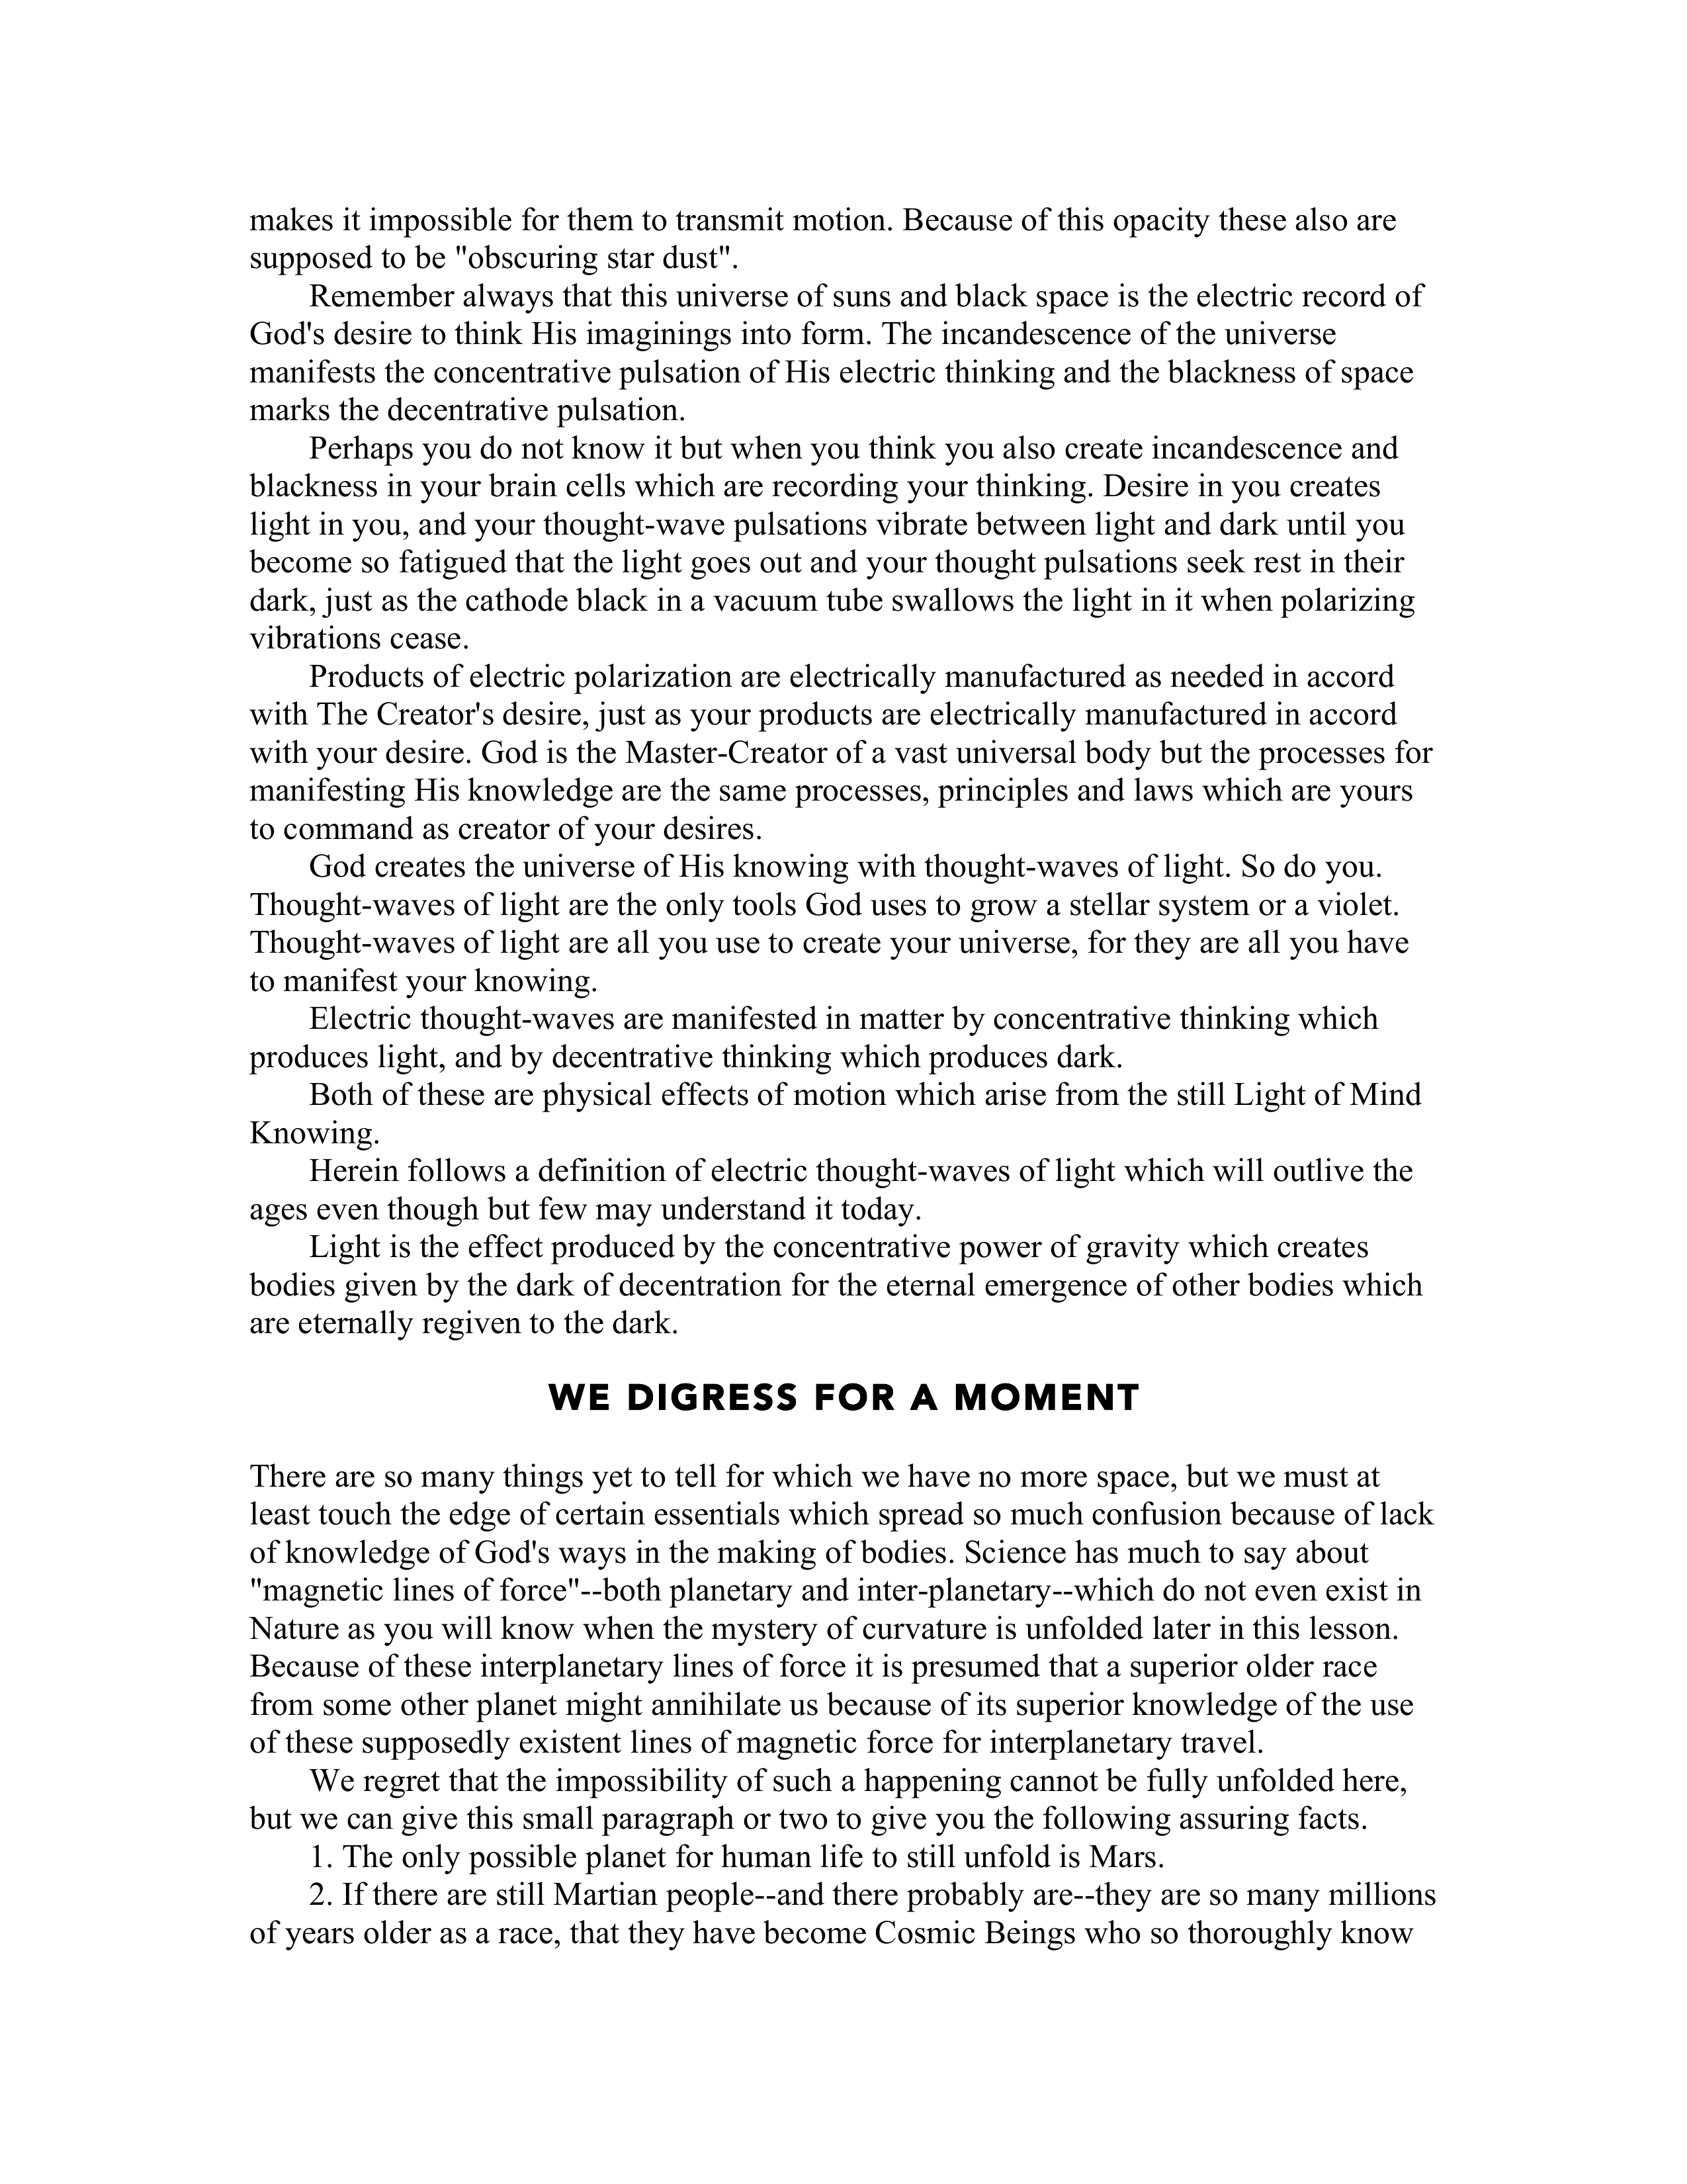 makes it impossible for them to transmit motion. Because of this opacity these also are
supposed to be "obscuring star dust".
Remember always that this universe of suns and black space is the electric record of
God's desire to think His imaginings into form. The incandescence of the universe
manifests the concentrative pulsation of His electric thinking and the blackness of space
marks the decentrative pulsation.
Perhaps you do not know it but when you think you also create incandescence and
blackness in your brain cells which are recording your thinking. Desire in you creates
light in you, and your thought-wave pulsations vibrate between light and dark until you
become so fatigued that the light goes out and your thought pulsations seek rest in their
dark, just as the cathode black in a vacuum tube swallows the light in it when polarizing
vibrations cease.
Products of electric polarization are electrically manufactured as needed in accord
with The Creator's desire, just as your products are electrically manufactured in accord
with your desire. God is the Master-Creator of a vast universal body but the processes for
manifesting His knowledge are the same processes, principles and laws which are yours
to command as creator of your desires.
God creates the universe of His knowing with thought-waves of light. So do you.
Thought-waves of light are the only tools God uses to grow a stellar system or a violet.
Thought-waves of light are all you use to create your universe, for they are all you have
to manifest your knowing.
Electric thought-waves are manifested in matter by concentrative thinking which
produces light, and by decentrative thinking which produces dark.
Both of these are physical effects of motion which arise from the still Light of Mind
Knowing.
Herein follows a definition of electric thought-waves of light which will outlive the
ages even though but few may understand it today.
Light is the effect produced by the concentrative power of gravity which creates
bodies given by the dark of decentration for the eternal emergence of other bodies which
are eternally regiven to the dark.
WE DIGRESS FOR A MOMENT
There are so many things yet to tell for which we have no more space, but we must at
least touch the edge of certain essentials which spread so much confusion because of lack
of knowledge of God's ways in the making of bodies. Science has much to say about
"magnetic lines of force"--both planetary and inter-planetary--which do not even exist in
Nature as you will know when the mystery of curvature is unfolded later in this lesson.
Because of these interplanetary lines of force it is presumed that a superior older race
from some other planet might annihilate us because of its superior knowledge of the use
of these supposedly existent lines of magnetic force for interplanetary travel.
We regret that the impossibility of such a happening cannot be fully unfolded here,
but we can give this small paragraph or two to give you the following assuring facts.
1. The only possible planet for human life to still unfold is Mars.
2. If there are still Martian people--and there probably are--they are so many millions
of years older as a race, that they have become Cosmic Beings who so thoroughly know